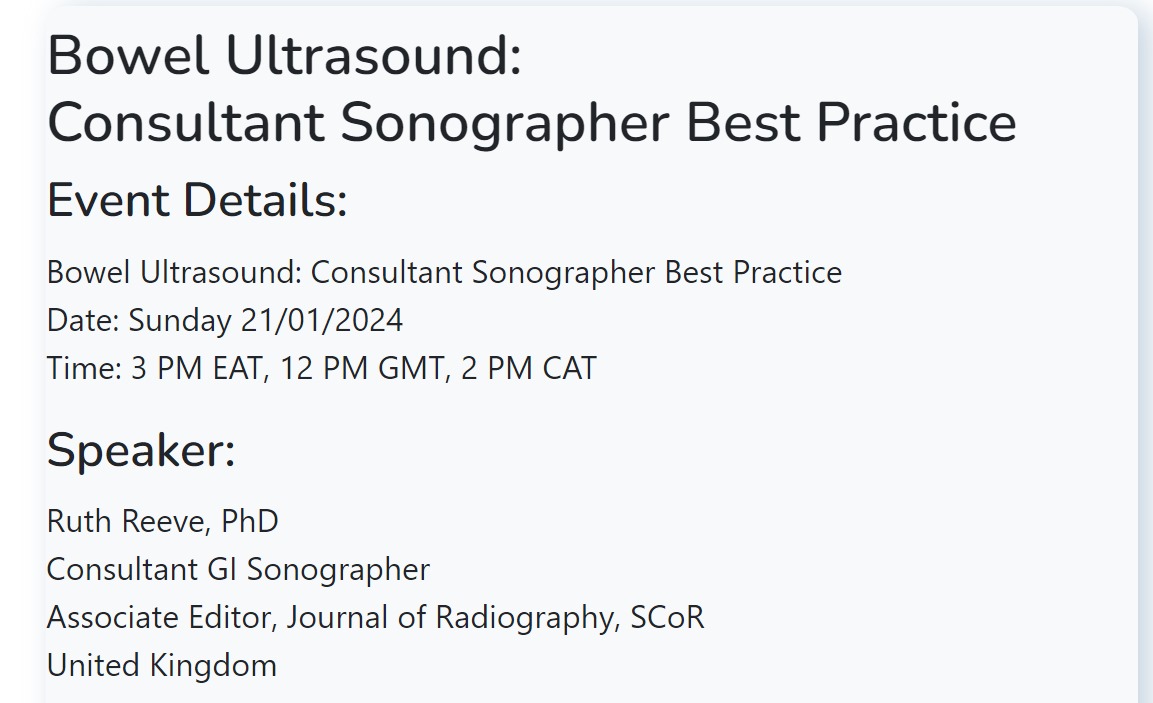 Bowel Ultrasound:
Consultant Sonographer Best Practice
Event Details:
Bowel Ultrasound: Consultant Sonographer Best Practice
Date: Sunday 21/01/2024
Time: 3 PM EAT, 12 PM GMT, 2 PM CAT
Speaker:
Ruth Reeve, PhD
Consultant GI Sonographer
Associate Editor, Journal of Radiography, SCoR
United Kingdom